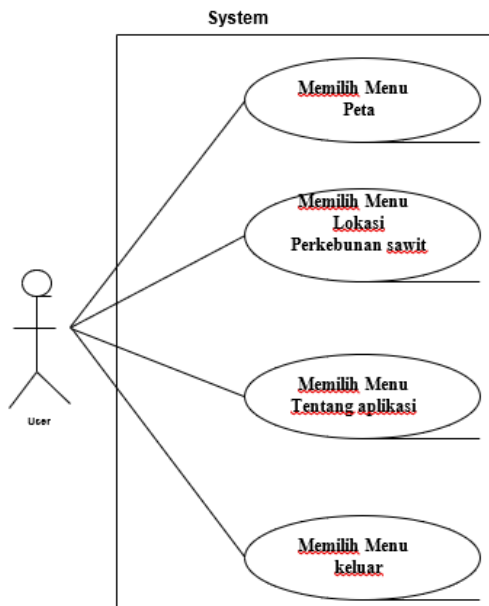 System
Memilih Menu
Peta
Memilih Menu
Lokasi
Perkebunan sawit
User
Memilih Menu
Tentang aplikasi
Memilih Menu
keluar